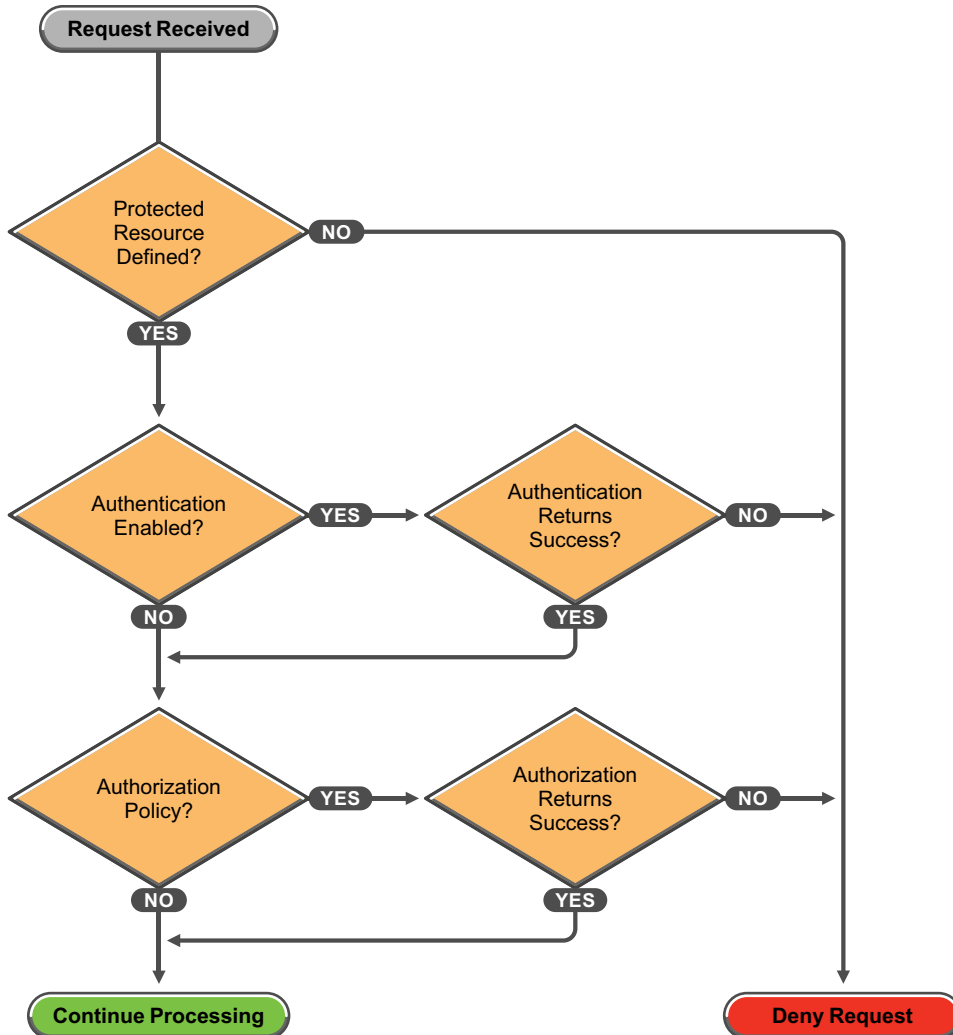 Request Received
Protected
Resource
Defined?
NO
YES
Authentication
Enabled?
YES
Authentication
Returns
Success?
NO
NO
YES
Authorization
Policy?
YES
Authorization
Returns
Success?
NO
NO
YES
Continue Processing
Deny Request